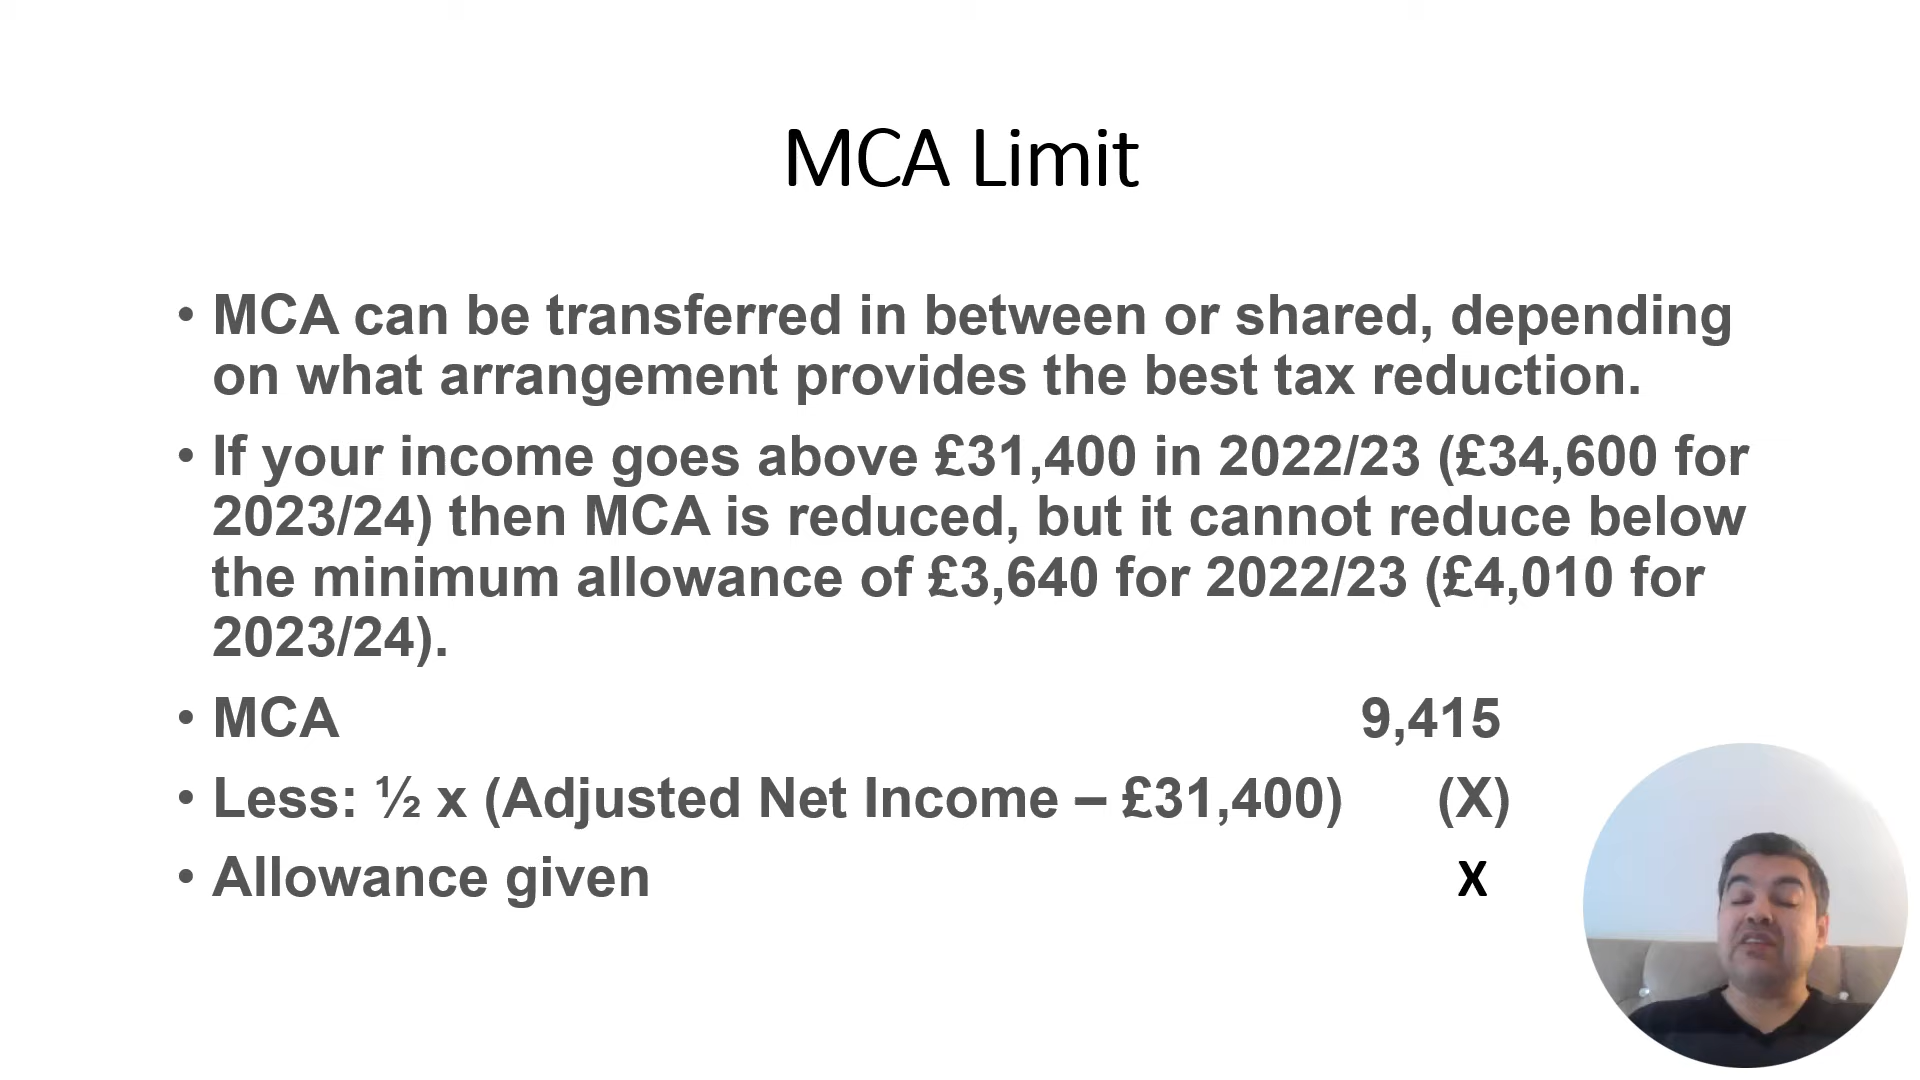 MCA Limit
• MCA can be transferred in between or shared, depending
on what arrangement provides the best tax reduction.
• If your income goes above £31,400 in 2022/23 (£34,600 for
2023/24) then MCA is reduced, but it cannot reduce below
the minimum allowance of £3,640 for 2022/23 (£4,010 for
2023/24).
• MCA 9,415
• Less: ½ x (Adjusted Net Income – £31,400) (X)
• Allowance given X